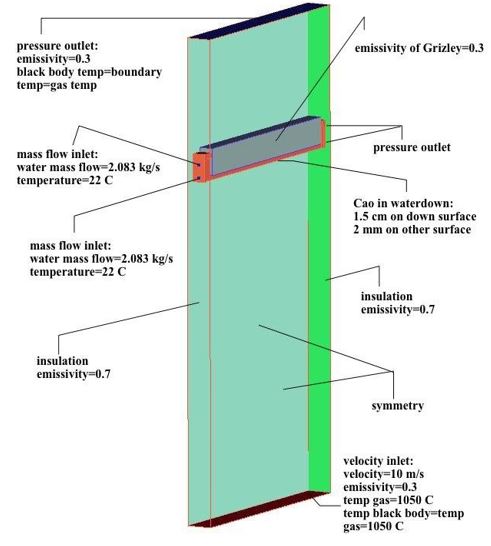 pressure outlet:
emissivity=0.3
black body temp=boundary
temp=gas temp
emissivity of Grizley=0.3
mass flow inlet:
water mass flow=2.083 kg/s
temperature=22 C
pressure outlet
Cao in waterdown:
1.5 cm on down surface
2 mm on other surface
mass flow inlet:
water mass flow=2.083 kg/s
temperature=22 C
insulation
emissivity=0.7
insulation
emissivity=0.7
symmetry
velocity inlet:
velocity=10 m/s
emissivity=0.3
temp gas=1050 C
temp black body=temp
gas=1050 C